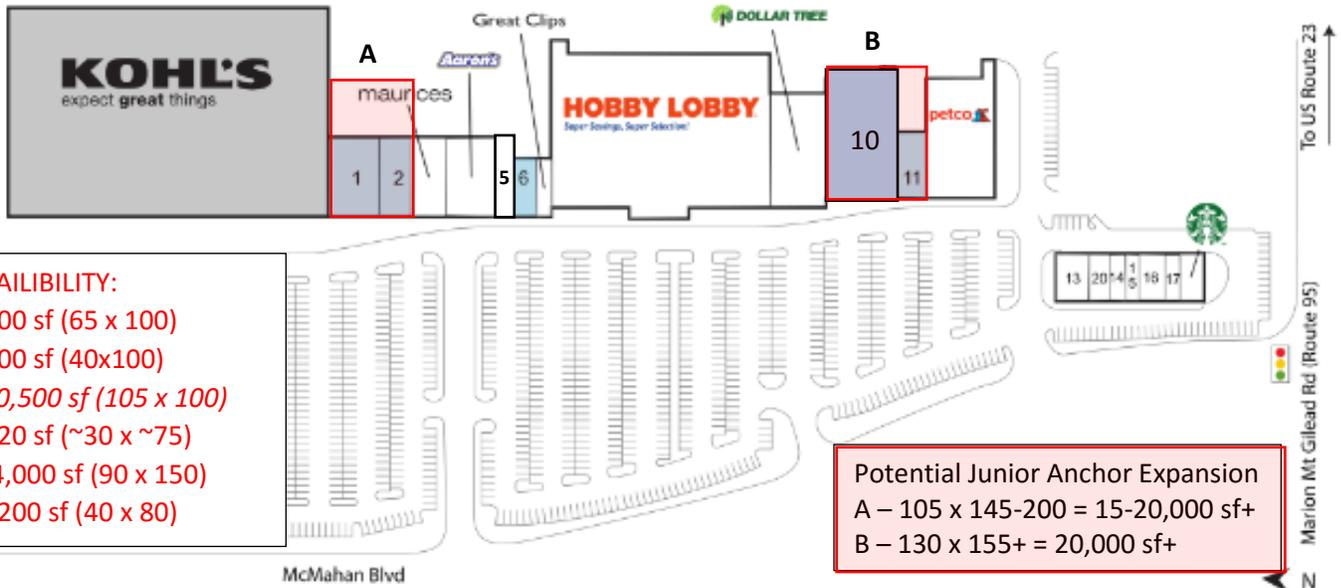 KOHL'S
expect great things
A
maurices
Aaron's
Great Clips
HOBBY LOBBY
Super Savings, Super Selection!
DOLLAR TREE
B
petco
1
2
5
6
10
11
13
20
14
15
16
17
To US Route 23
Marion Mt Gilead Rd (Route 95)
N
AILIBILITY:
00 sf (65 x 100)
00 sf (40x100)
0,500 sf (105 x 100)
20 sf (~30 x ~75)
4,000 sf (90 x 150)
200 sf (40 x 80)
Potential Junior Anchor Expansion
A – 105 x 145-200 = 15-20,000 sf+
B – 130 x 155+ = 20,000 sf+
McMahan Blvd